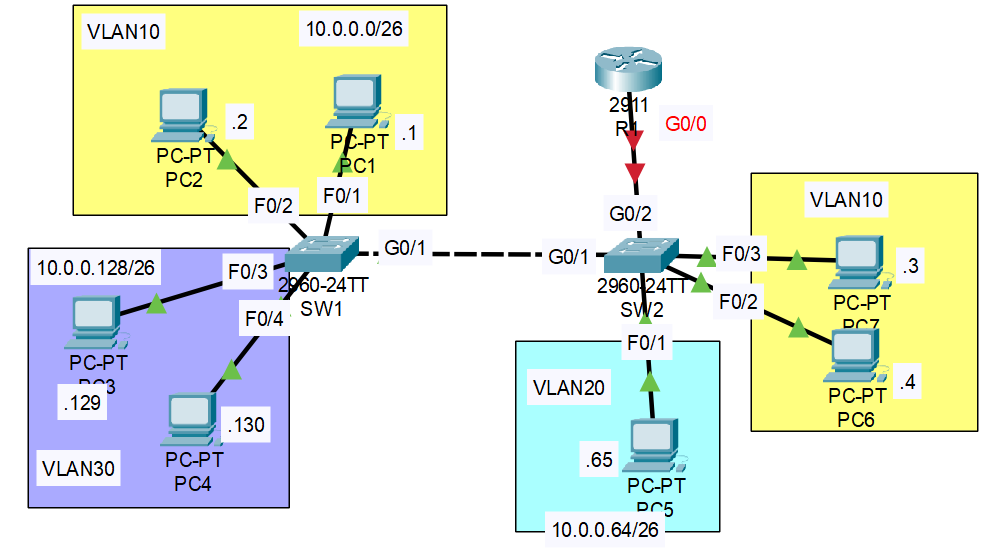 VLAN10
10.0.0.0/26
PC-PT
PC2
.2
PC-PT
PC1
.1
F0/2
F0/1
2911
R1
G0/0
G0/2
10.0.0.128/26
F0/3
F0/4
2960-24TT
SW1
G0/1
G0/1
2960-24TT
SW2
F0/3
F0/2
F0/1
VLAN10
PC-PT
PC7
.3
PC-PT
PC6
.4
PC-PT
PC3
.129
PC-PT
PC4
.130
VLAN30
VLAN20
.65
PC-PT
PC5
10.0.0.64/26